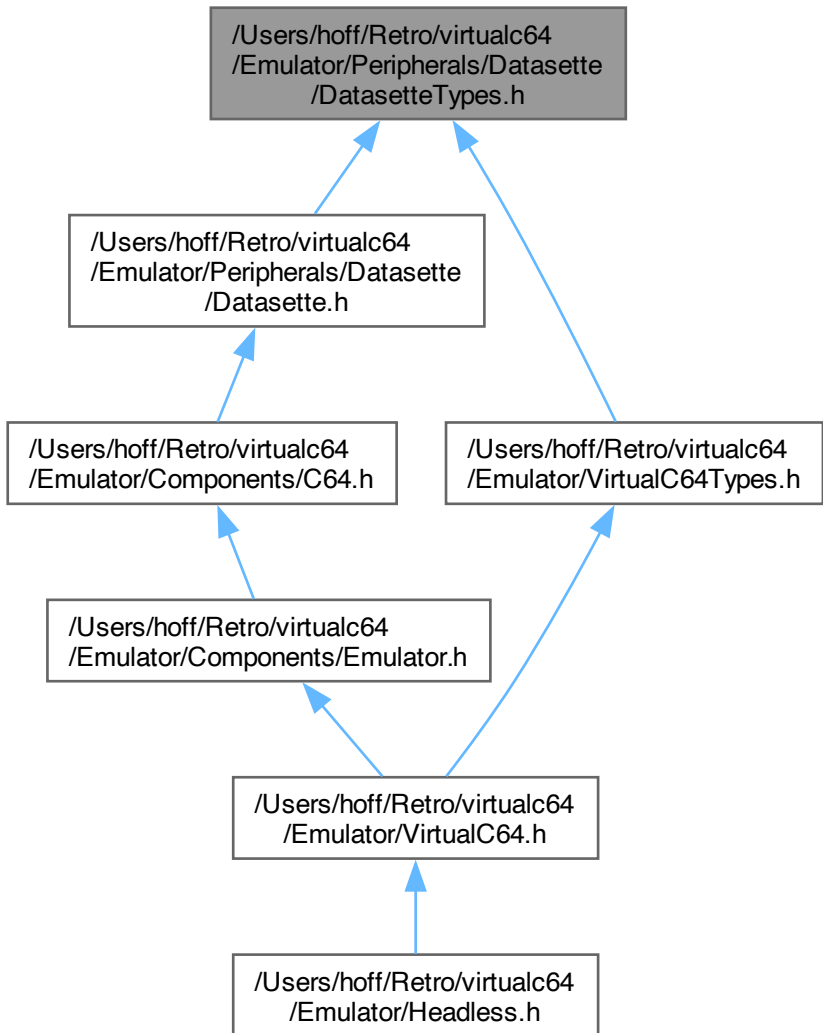 /Users/hoff/Retro/virtualc64
/Emulator/Peripherals/Datasette
/DatasetteTypes.h
/Users/hoff/Retro/virtualc64
/Emulator/Peripherals/Datasette
/Datasette.h
/Users/hoff/Retro/virtualc64
/Emulator/Components/C64.h
/Users/hoff/Retro/virtualc64
/Emulator/VirtualC64Types.h
/Users/hoff/Retro/virtualc64
/Emulator/Components/Emulator.h
/Users/hoff/Retro/virtualc64
/Emulator/VirtualC64.h
/Users/hoff/Retro/virtualc64
/Emulator/Headless.h